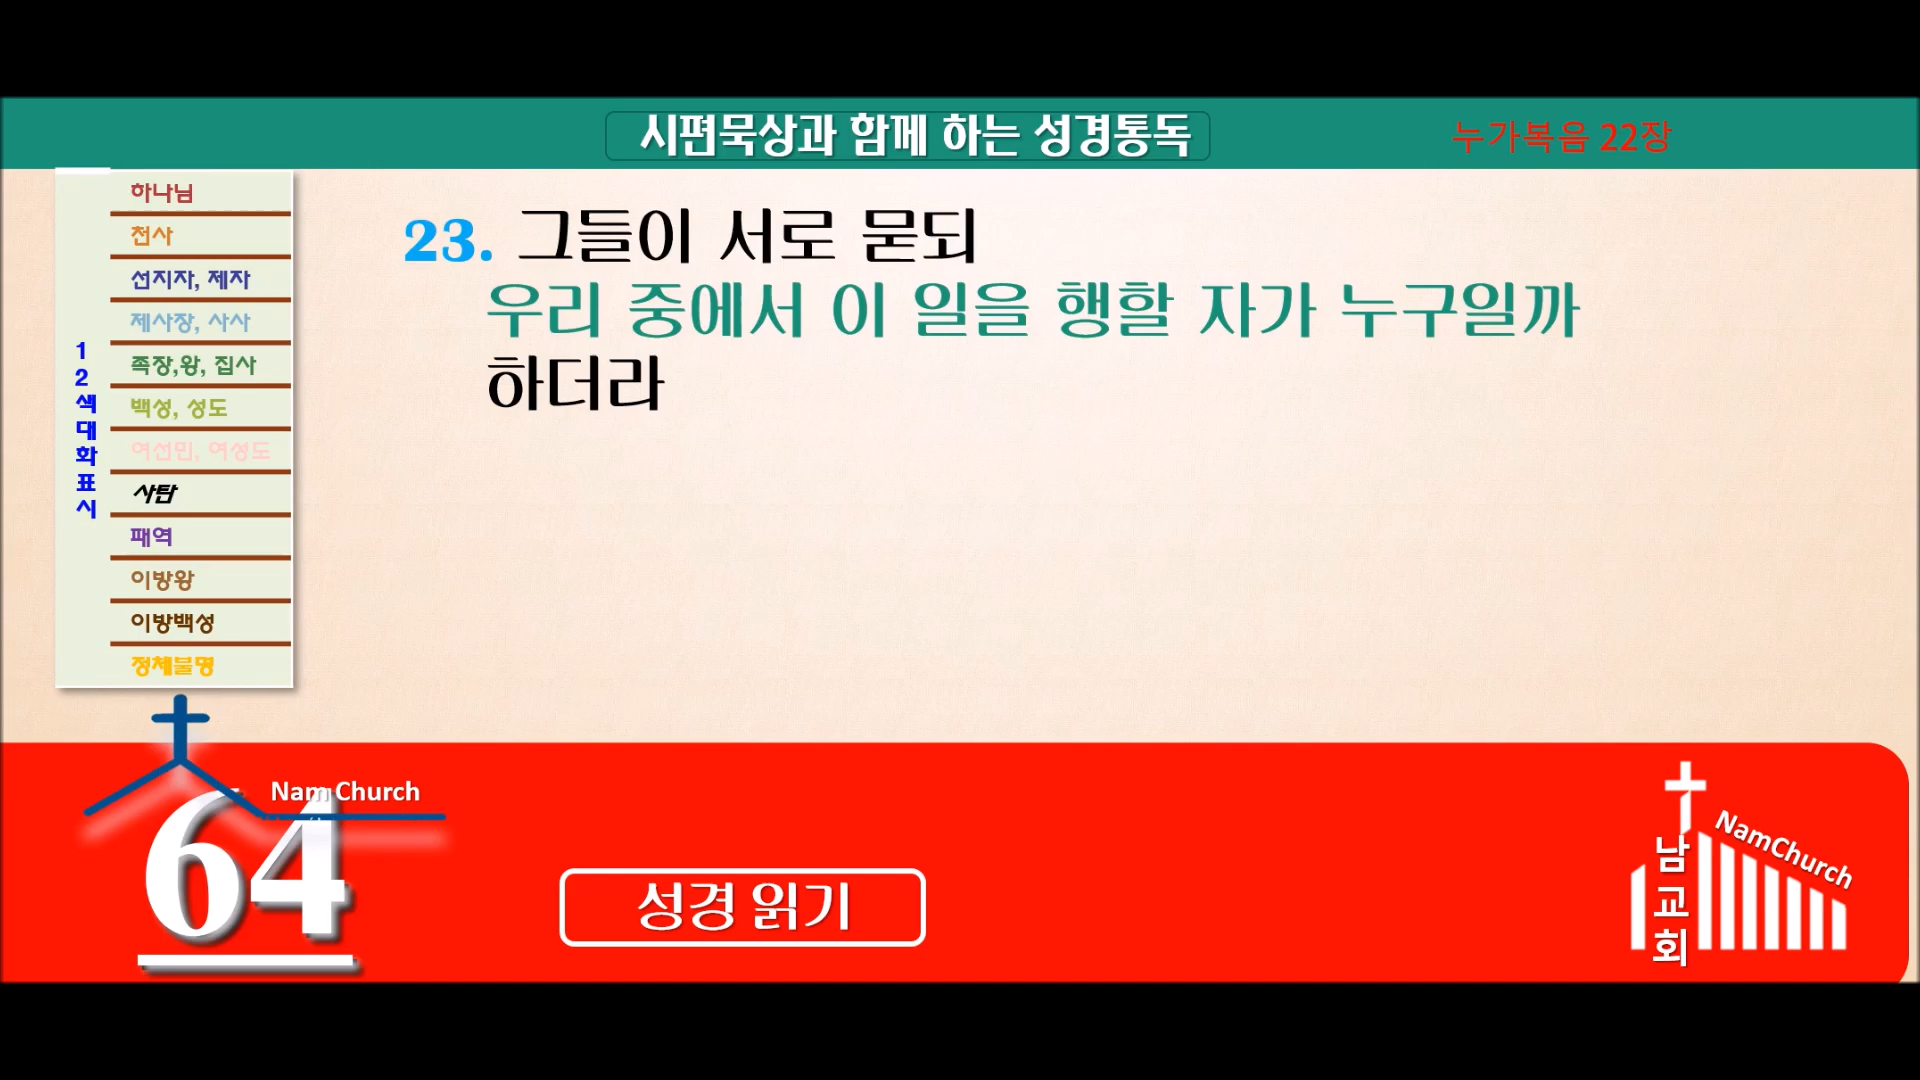 시편묵상과 함께 하는 성경통독
누가복음 22장
12색대화표시
하나님
천사
선지자, 제자
제사장, 사사
족장,왕, 집사
백성, 성도
여선민, 여성도
사탄
패역
이방왕
이방백성
정체불명
23. 그들이 서로 묻되
우리 중에서 이 일을 행할 자가 누구일까
하더라
Nam Church
64
성경 읽기
NamChurch
남교회